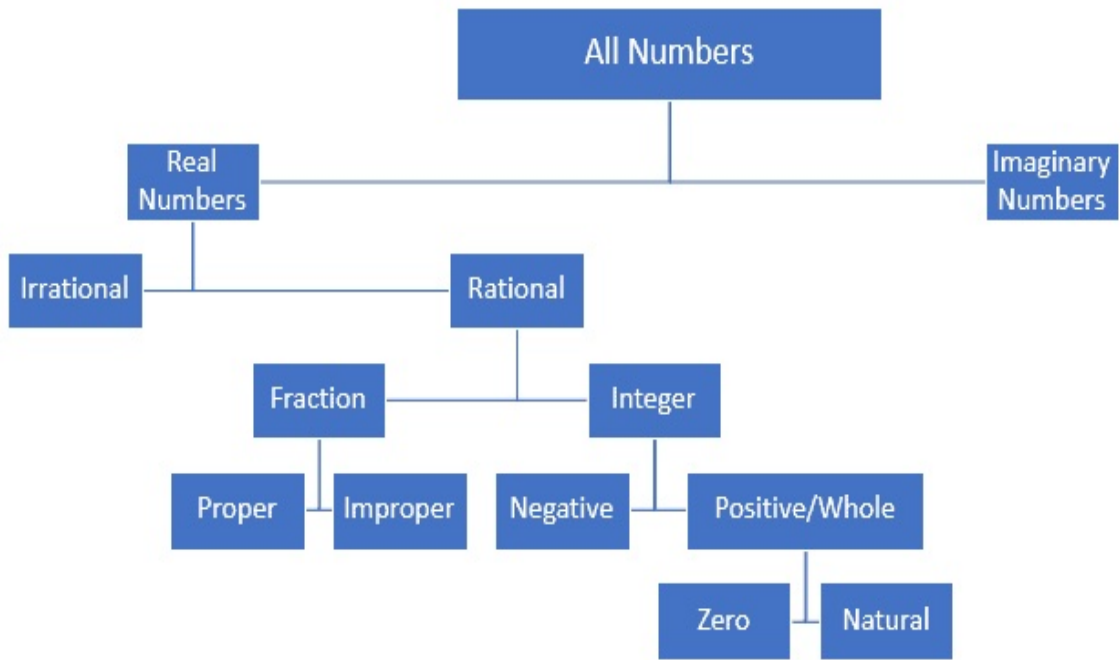 All Numbers
Real
Numbers
Imaginary
Numbers
Irrational
Rational
Fraction
Integer
Proper
Improper
Negative
Positive/Whole
Zero
Natural